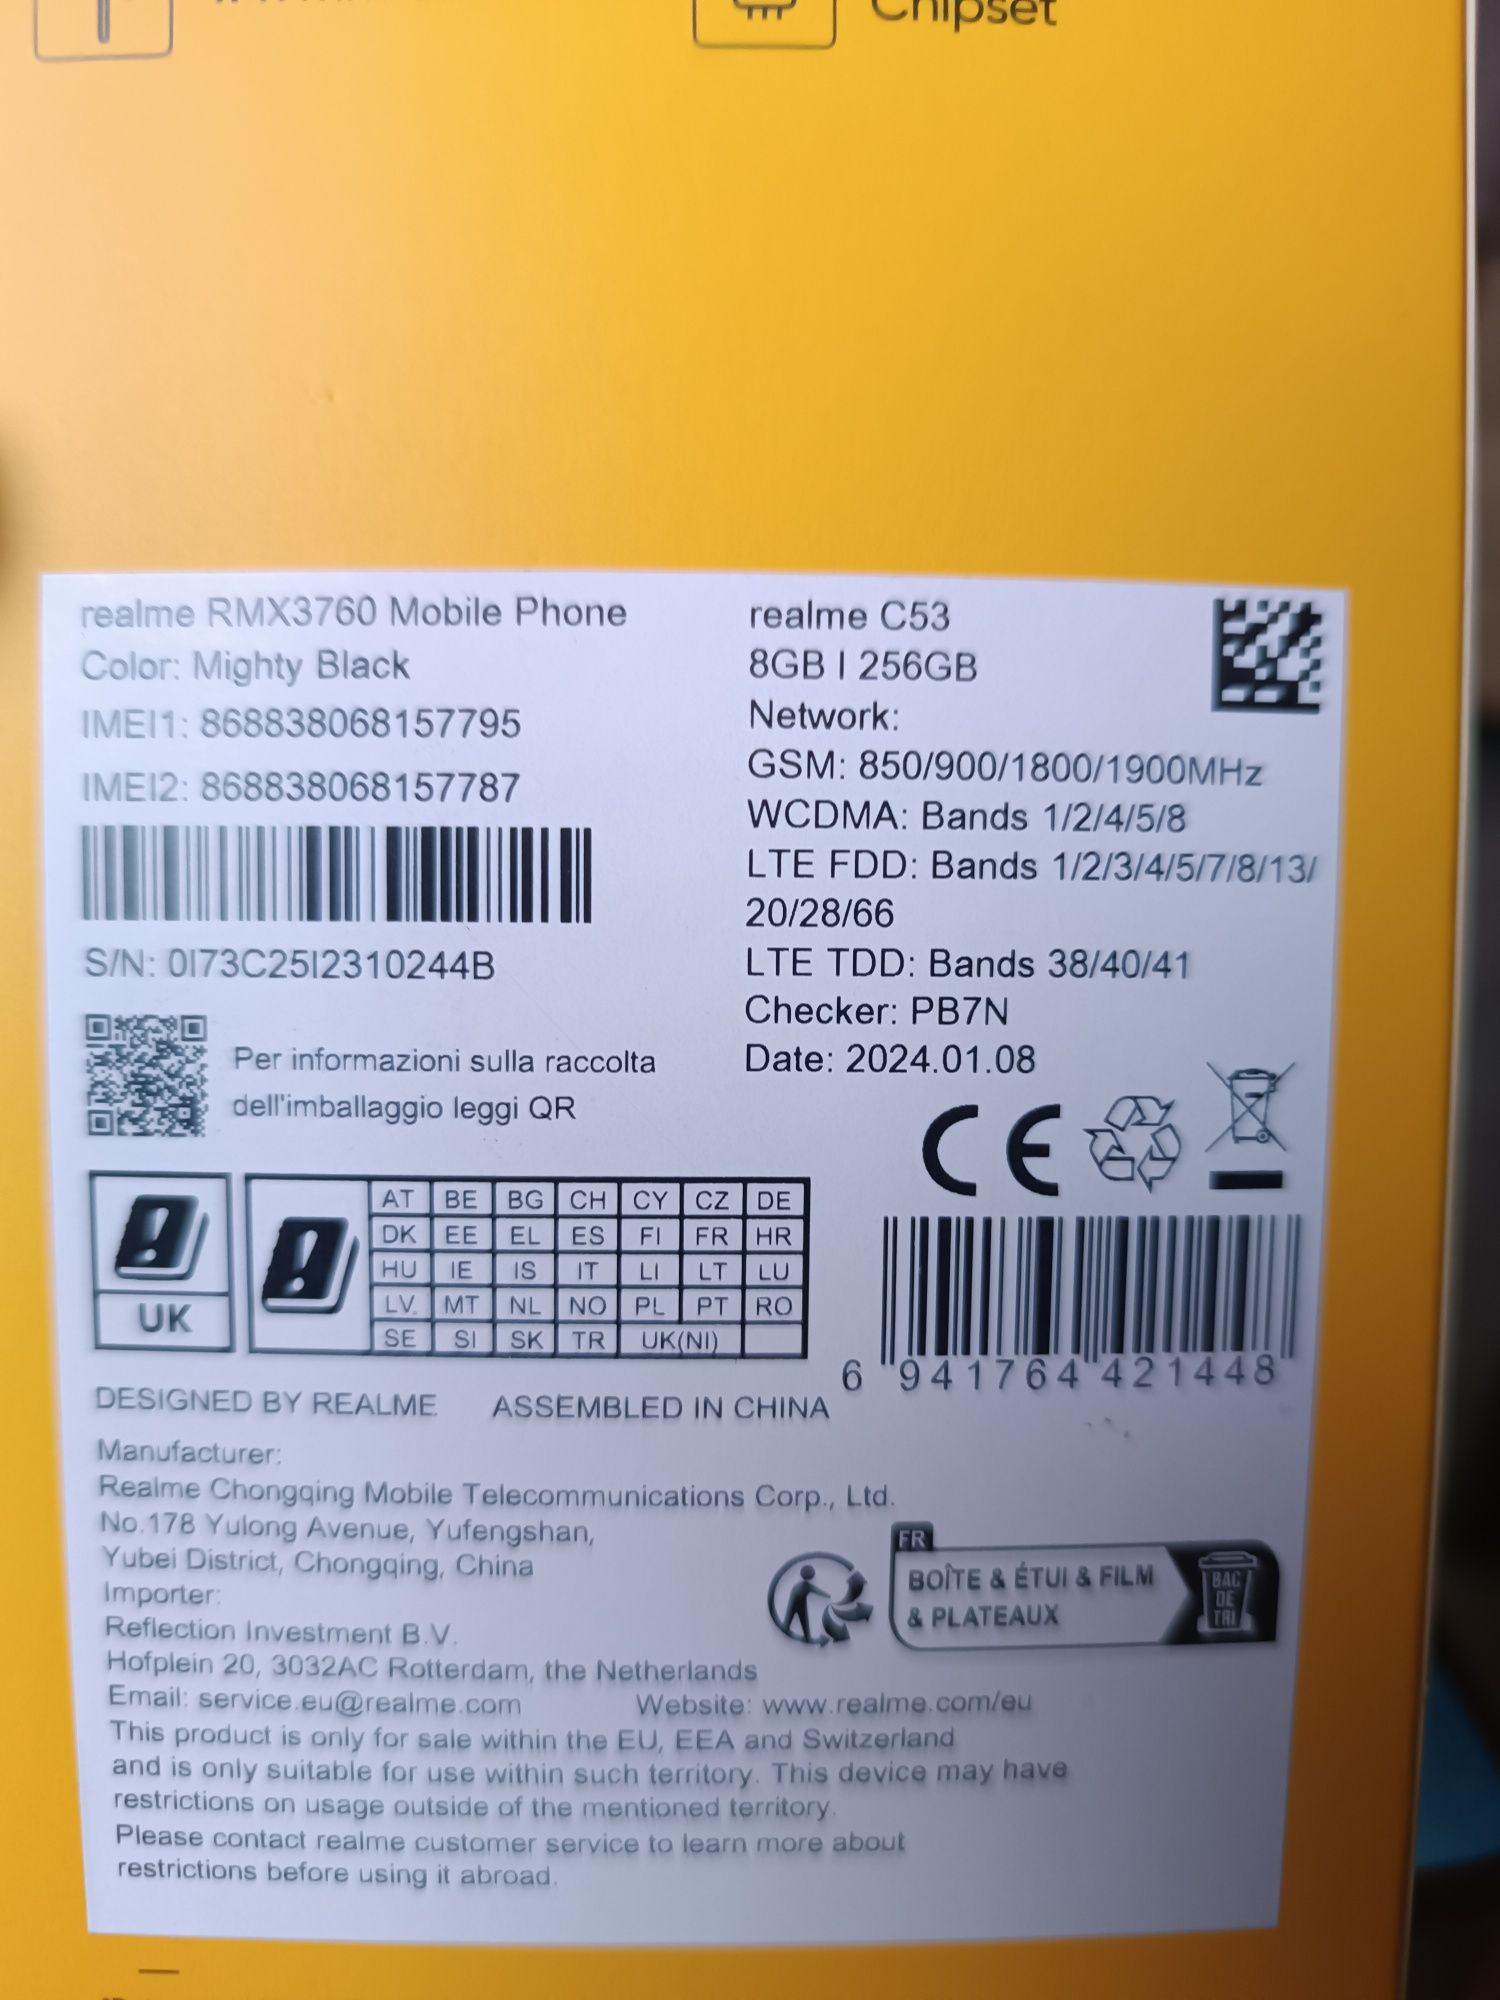 Chipset
realme RMX3760 Mobile Phone
Color: Mighty Black
IMEI1: 868838068157795
IMEI2: 868838068157787
S/N: 0I73C25I2310244B
Per informazioni sulla raccolta
dell'imballaggio leggi QR
realme C53
8GB | 256GB
Network:
GSM: 850/900/1800/1900MHz
WCDMA: Bands 1/2/4/5/8
LTE FDD: Bands 1/2/3/4/5/7/8/13/
20/28/66
LTE TDD: Bands 38/40/41
Checker: PB7N
Date: 2024.01.08
CE
UK
AT BE BG CH CY CZ DE
DK EE EL ES FI FR HR
HU IE IS IT LI LT LU
LV MT NL NO PL PT RO
SE SI SK TR UK(NI)
6 941764 421448
DESIGNED BY REALME ASSEMBLED IN CHINA
Manufacturer:
Realme Chongqing Mobile Telecommunications Corp., Ltd.
No.178 Yulong Avenue, Yufengshan,
Yubei District, Chongqing, China
Importer:
Reflection Investment B.V.
Hofplein 20, 3032AC Rotterdam, the Netherlands
Email: service.eu@realme.com Website: www.realme.com/eu
FR
BOÎTE & ÉTUI & FILM
& PLATEAUX
BAC
DE
TRI
This product is only for sale within the EU, EEA and Switzerland
and is only suitable for use within such territory. This device may have
restrictions on usage outside of the mentioned territory.
Please contact realme customer service to learn more about
restrictions before using it abroad.